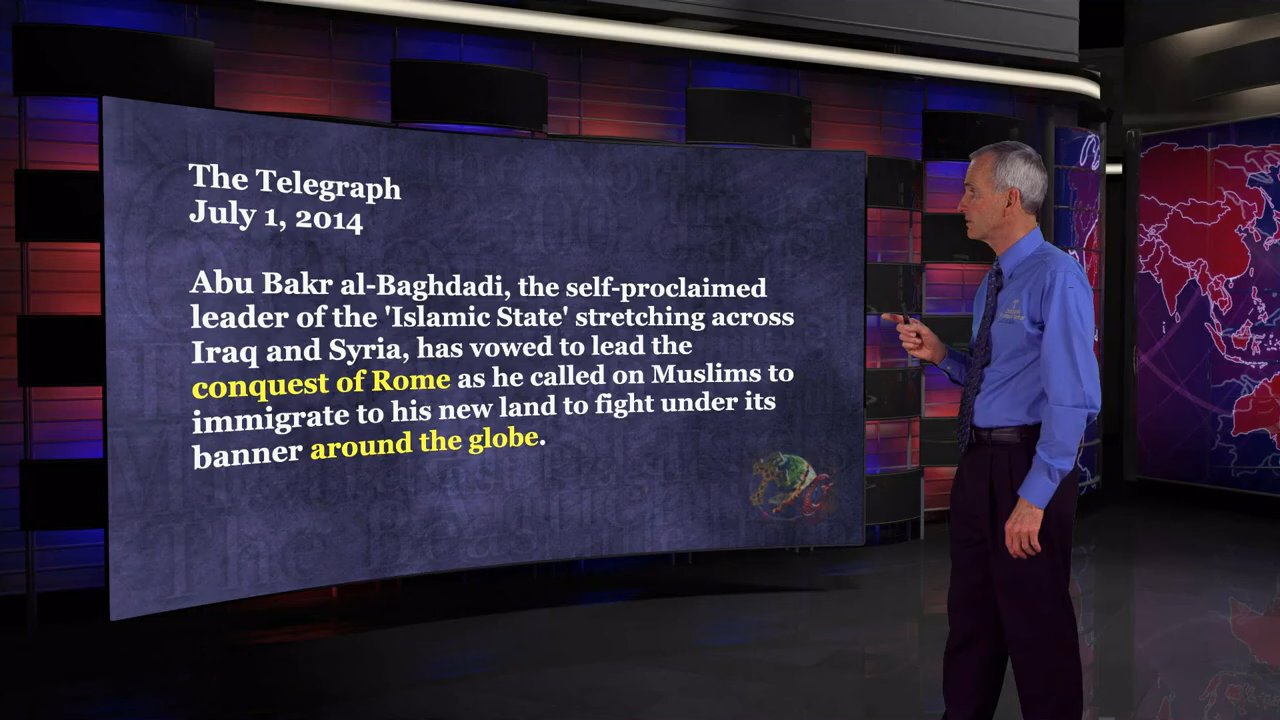 The Telegraph
July 1, 2014
Abu Bakr al-Baghdadi, the self-proclaimed
leader of the 'Islamic State' stretching across
Iraq and Syria, has vowed to lead the
conquest of Rome as he called on Muslims to
immigrate to his new land to fight under its
banner around the globe.